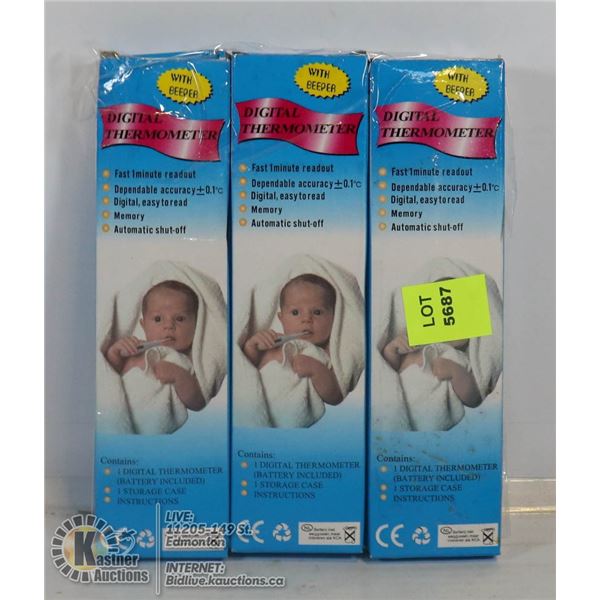 WITH
BEEPER
DIGITAL
THERMOMETER
Fast 1minute readout
Dependable accuracy±0.1°C
Digital, easy to read
Memory
Automatic shut-off
Contains:
1 DIGITAL THERMOMETER
(BATTERY INCLUDED)
1 STORAGE CASE
INSTRUCTIONS
WITH
BEEPER
DIGITAL
THERMOMETER
Fast 1minute readout
Dependable accuracy±0.1°C
Digital, easy to read
Memory
Automatic shut-off
Contains:
1 DIGITAL THERMOMETER
(BATTERY INCLUDED)
1 STORAGE CASE
INSTRUCTIONS
CE
WITH
BEEPER
DIGITAL
THERMOMETER
Fast 1minute readout
Dependable accuracy±0.1°C
Digital, easy to read
Memory
Automatic shut-off
LOT
5687
Contains:
1 DIGITAL THERMOMETER
(BATTERY INCLUDED)
1 STORAGE CASE
INSTRUCTIONS
CE
Kastner
Auctions
LIVE:
11205-149 St.
Edmonton
INTERNET:
Bidlive.kauctions.ca